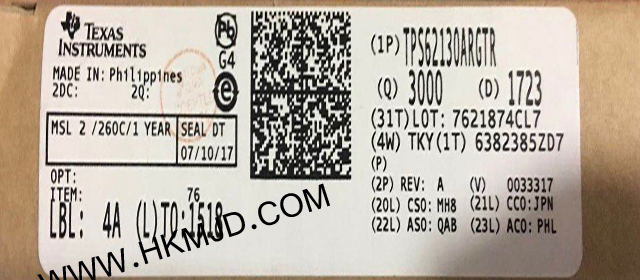 TEXAS
INSTRUMENTS
MADE IN: Philippines
2DC: 2Q:
Pb
G4
e
MSL 2 /260C/1 YEAR
SEAL DT
07/10/17
OPT:
ITEM: 76
LBL: 4A (L)TO:1518
(1P) TPS62130ARGTR
(Q) 3000 (D) 1723
(31T)LOT: 7621874CL7
(4W) TKY(1T) 6382385ZD7
(P)
(2P) REV: A (V) 0033317
(20L) CSO: MH8 (21L) CCO:JPN
(22L) ASO: QAB (23L) ACO: PHL
WWW.HKMJD.COM